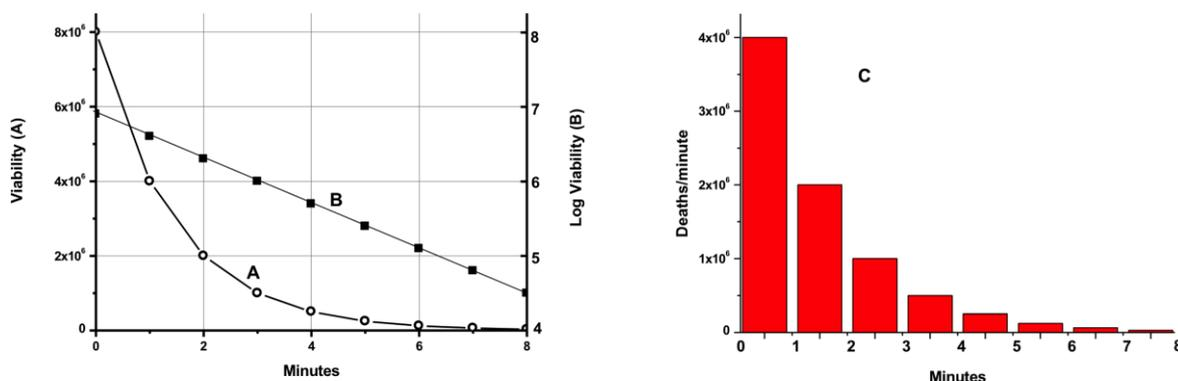 8x10⁶
6x10⁶
4x10⁶
2x10⁶
0
Viability (A)
8
7
6
5
4
Log Viability (B)
B
A
0 2 4 6 8
Minutes
4x10⁶
3x10⁶
2x10⁶
1x10⁶
0
Deaths/minute
C
0 1 2 3 4 5 6 7 8
Minutes